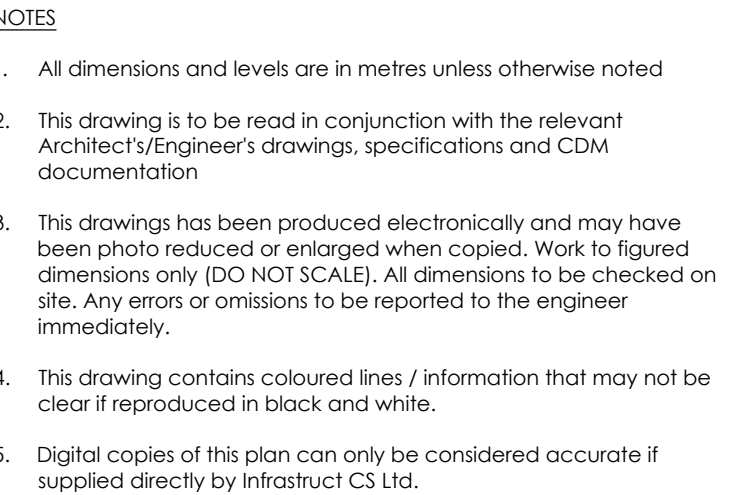 NOTES
1. All dimensions and levels are in metres unless otherwise noted
2. This drawing is to be read in conjunction with the relevant
Architect's/Engineer's drawings, specifications and CDM
documentation
3. This drawings has been produced electronically and may have
been photo reduced or enlarged when copied. Work to figured
dimensions only (DO NOT SCALE). All dimensions to be checked on
site. Any errors or omissions to be reported to the engineer
immediately.
4. This drawing contains coloured lines / information that may not be
clear if reproduced in black and white.
5. Digital copies of this plan can only be considered accurate if
supplied directly by Infrastruct CS Ltd.